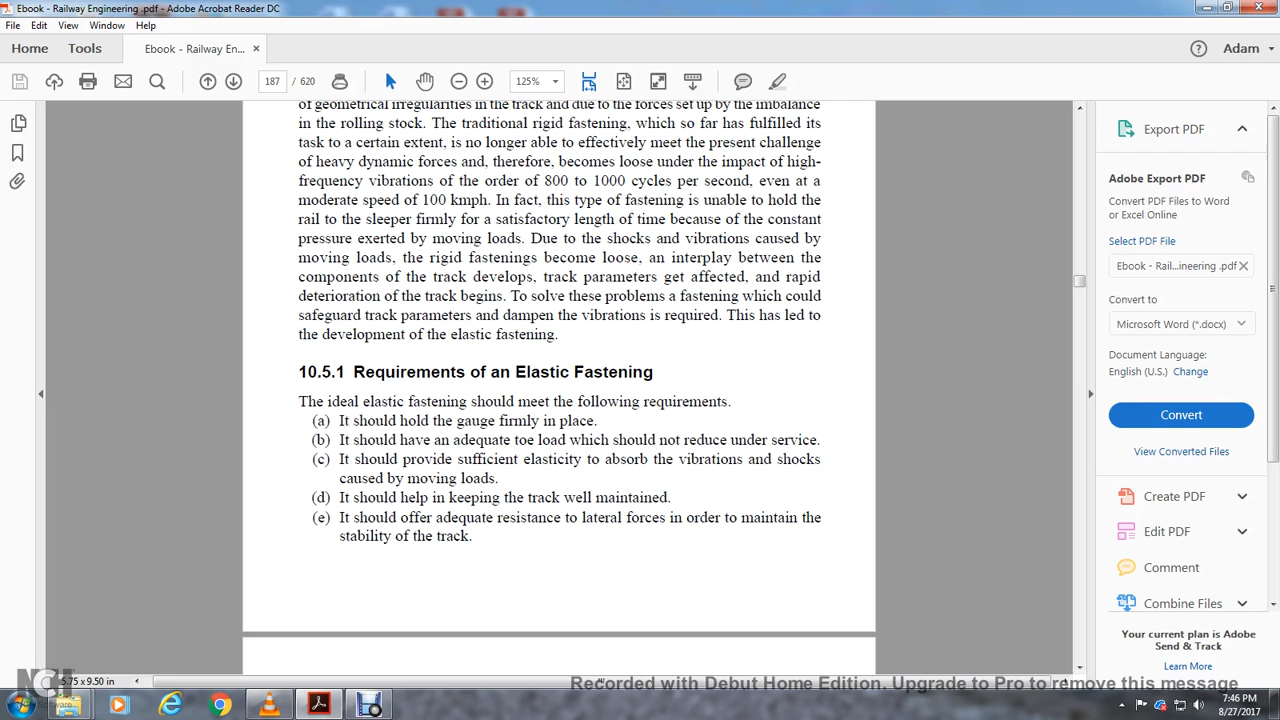 Ebook - Railway Engineering .pdf - Adobe Acrobat Reader DC
File Edit View Window Help
Home Tools Ebook - Railway En... × Adam
187 / 620 125%
of geometrical irregularities in the track and due to the forces set up by the imbalance
in the rolling stock. The traditional rigid fastening, which so far has fulfilled its
task to a certain extent, is no longer able to effectively meet the present challenge
of heavy dynamic forces and, therefore, becomes loose under the impact of high-
frequency vibrations of the order of 800 to 1000 cycles per second, even at a
moderate speed of 100 kmph. In fact, this type of fastening is unable to hold the
rail to the sleeper firmly for a satisfactory length of time because of the constant
pressure exerted by moving loads. Due to the shocks and vibrations caused by
moving loads, the rigid fastenings become loose, an interplay between the
components of the track develops, track parameters get affected, and rapid
deterioration of the track begins. To solve these problems a fastening which could
safeguard track parameters and dampen the vibrations is required. This has led to
the development of the elastic fastening.
10.5.1 Requirements of an Elastic Fastening
The ideal elastic fastening should meet the following requirements.
(a) It should hold the gauge firmly in place.
(b) It should have an adequate toe load which should not reduce under service.
(c) It should provide sufficient elasticity to absorb the vibrations and shocks
caused by moving loads.
(d) It should help in keeping the track well maintained.
(e) It should offer adequate resistance to lateral forces in order to maintain the
stability of the track.
Export PDF
Adobe Export PDF
Convert PDF Files to Word
or Excel Online
Select PDF File
Ebook - Rail...ineering .pdf
Convert to
Microsoft Word (*.docx)
Document Language:
English (U.S.) Change
Convert
View Converted Files
Create PDF
Edit PDF
Comment
Combine Files
Your current plan is Adobe
Send & Track
Learn More
5.75 x 9.50 in
NCH
Software
Recorded with Debut Home Edition. Upgrade to Pro to remove this message
7:46 PM
8/27/2017